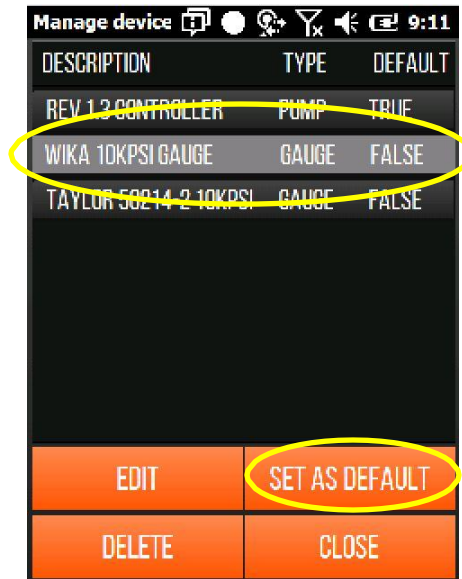 Manage device 9:11
DESCRIPTION TYPE DEFAULT
REV 1.3 CONTROLLER PUMP TRUE
WIKA 10KPSI GAUGE GAUGE FALSE
TAYLOR 50214-2 10KPSI GAUGE FALSE
EDIT SET AS DEFAULT
DELETE CLOSE